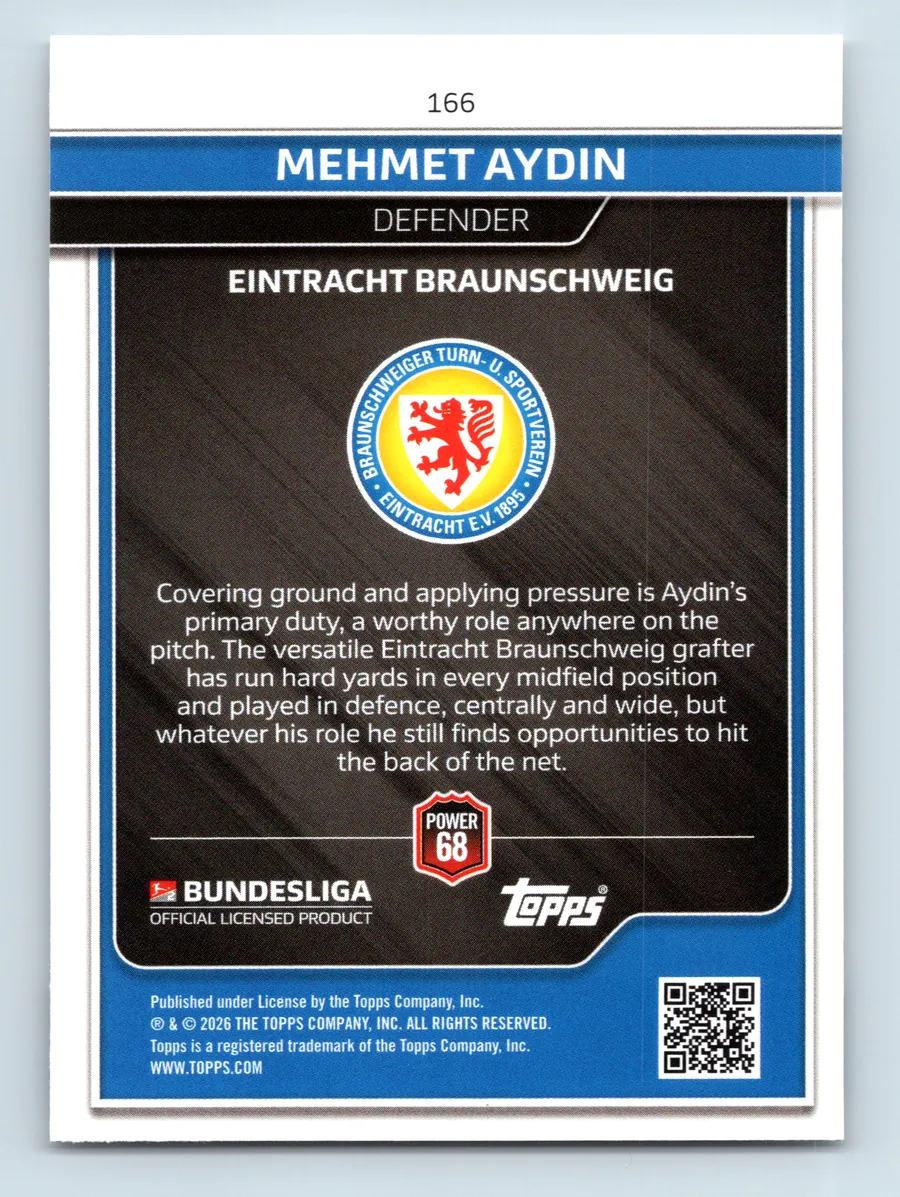 166
MEHMET AYDIN
DEFENDER
EINTRACHT BRAUNSCHWEIG
BRAUNSCHWEIGER TURN- U. SPORTVEREIN
• EINTRACHT E.V. 1895 •
Covering ground and applying pressure is Aydin's
primary duty, a worthy role anywhere on the
pitch. The versatile Eintracht Braunschweig grafter
has run hard yards in every midfield position
and played in defence, centrally and wide, but
whatever his role he still finds opportunities to hit
the back of the net.
POWER
68
2 BUNDESLIGA
OFFICIAL LICENSED PRODUCT
Topps®
Published under License by the Topps Company, Inc.
® & © 2026 THE TOPPS COMPANY, INC. ALL RIGHTS RESERVED.
Topps is a registered trademark of the Topps Company, Inc.
WWW.TOPPS.COM